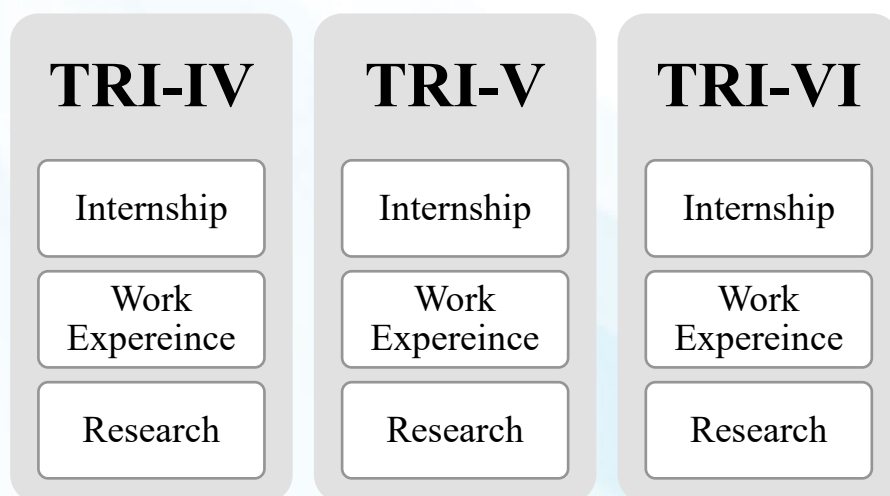 TRI-IV
Internship
Work
Expereince
Research
TRI-V
Internship
Work
Expereince
Research
TRI-VI
Internship
Work
Expereince
Research